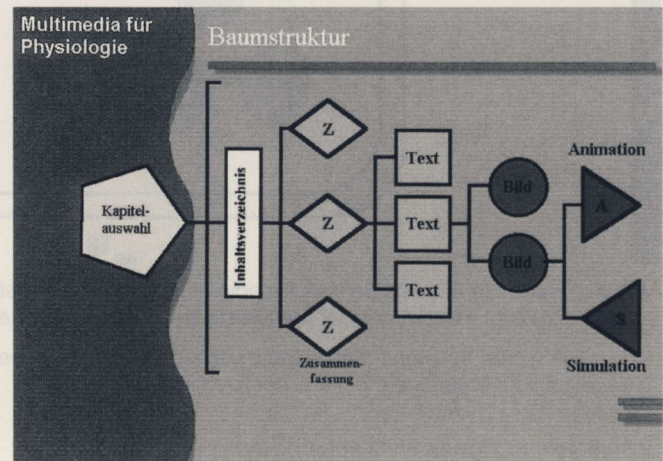 Multimedia für
Physiologie
Baumstruktur
Kapitel-
auswahl
Inhaltsverzeichnis
Z
Z
Z
Zusammen-
fassung
Text
Text
Text
Bild
Bild
Animation
A
S
Simulation